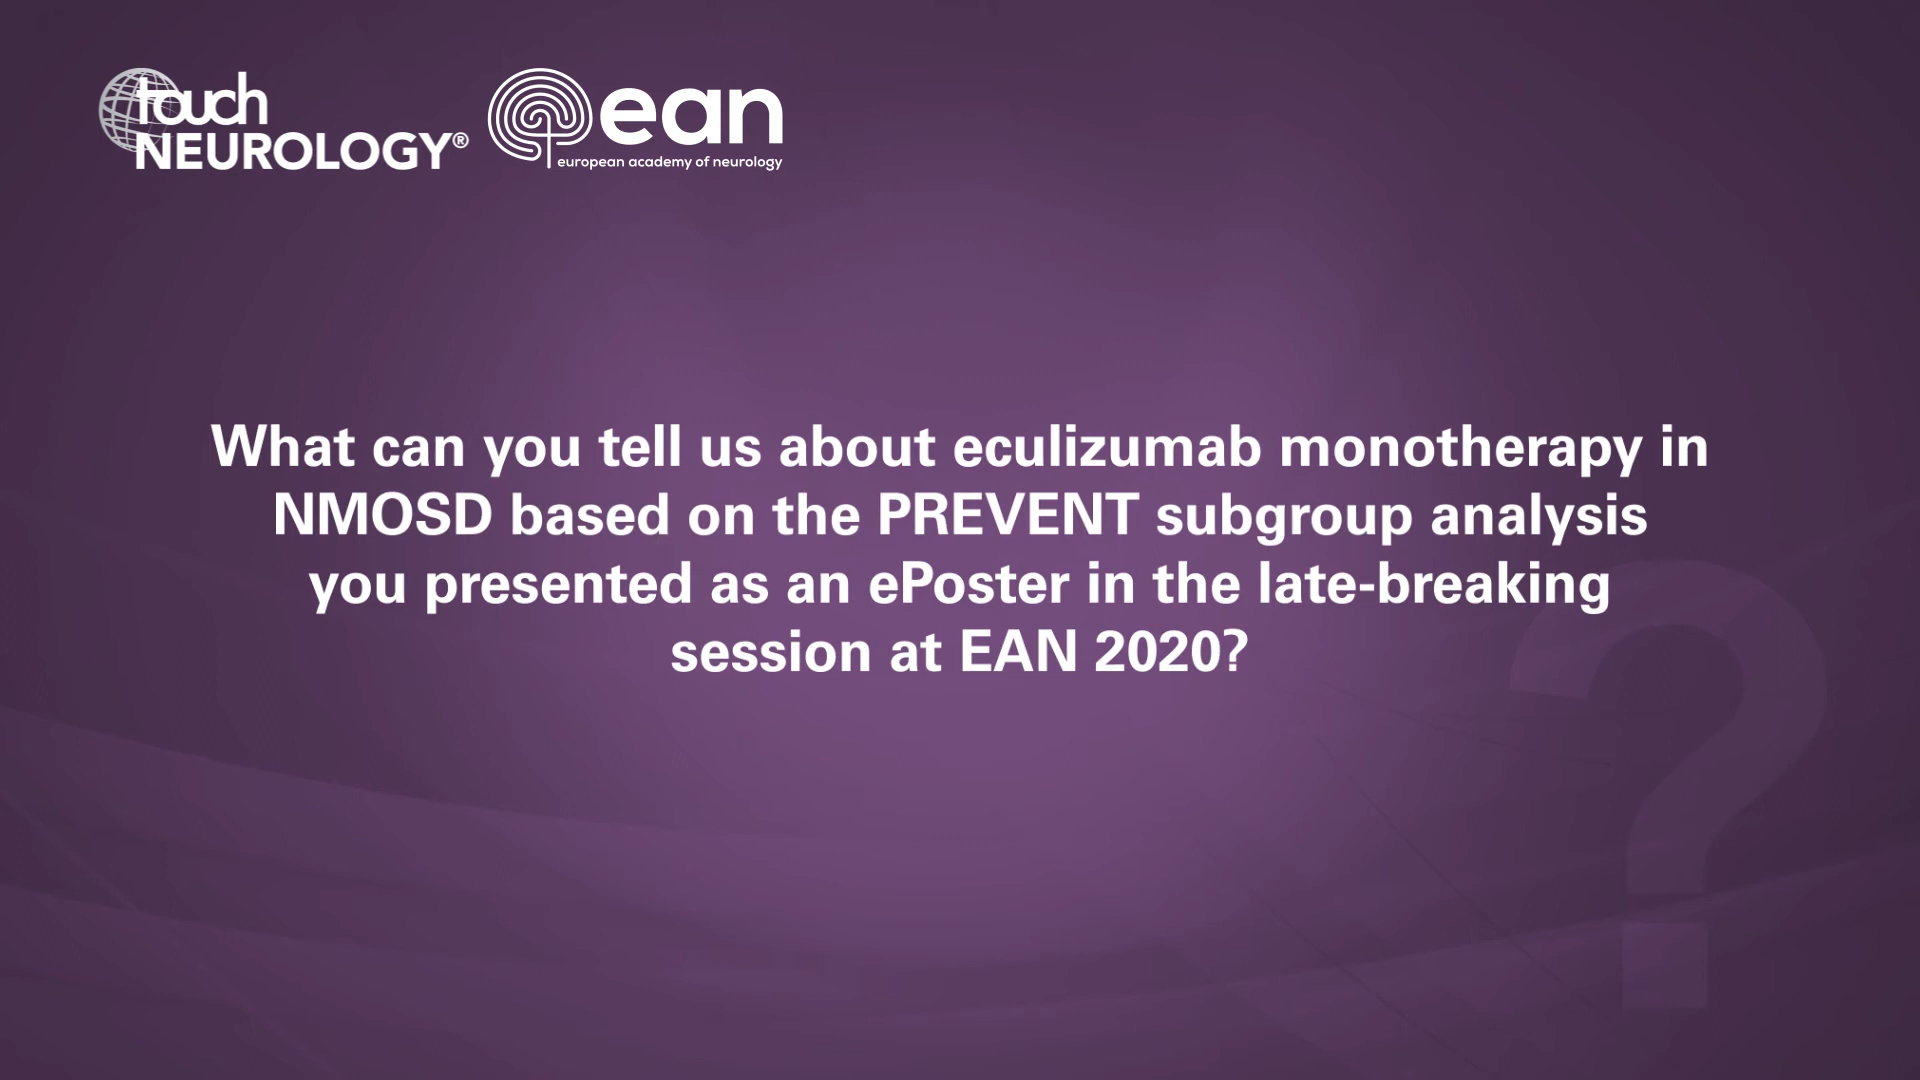 touch
NEUROLOGY®
ean
european academy of neurology
What can you tell us about eculizumab monotherapy in
NMOSD based on the PREVENT subgroup analysis
you presented as an ePoster in the late-breaking
session at EAN 2020?
?